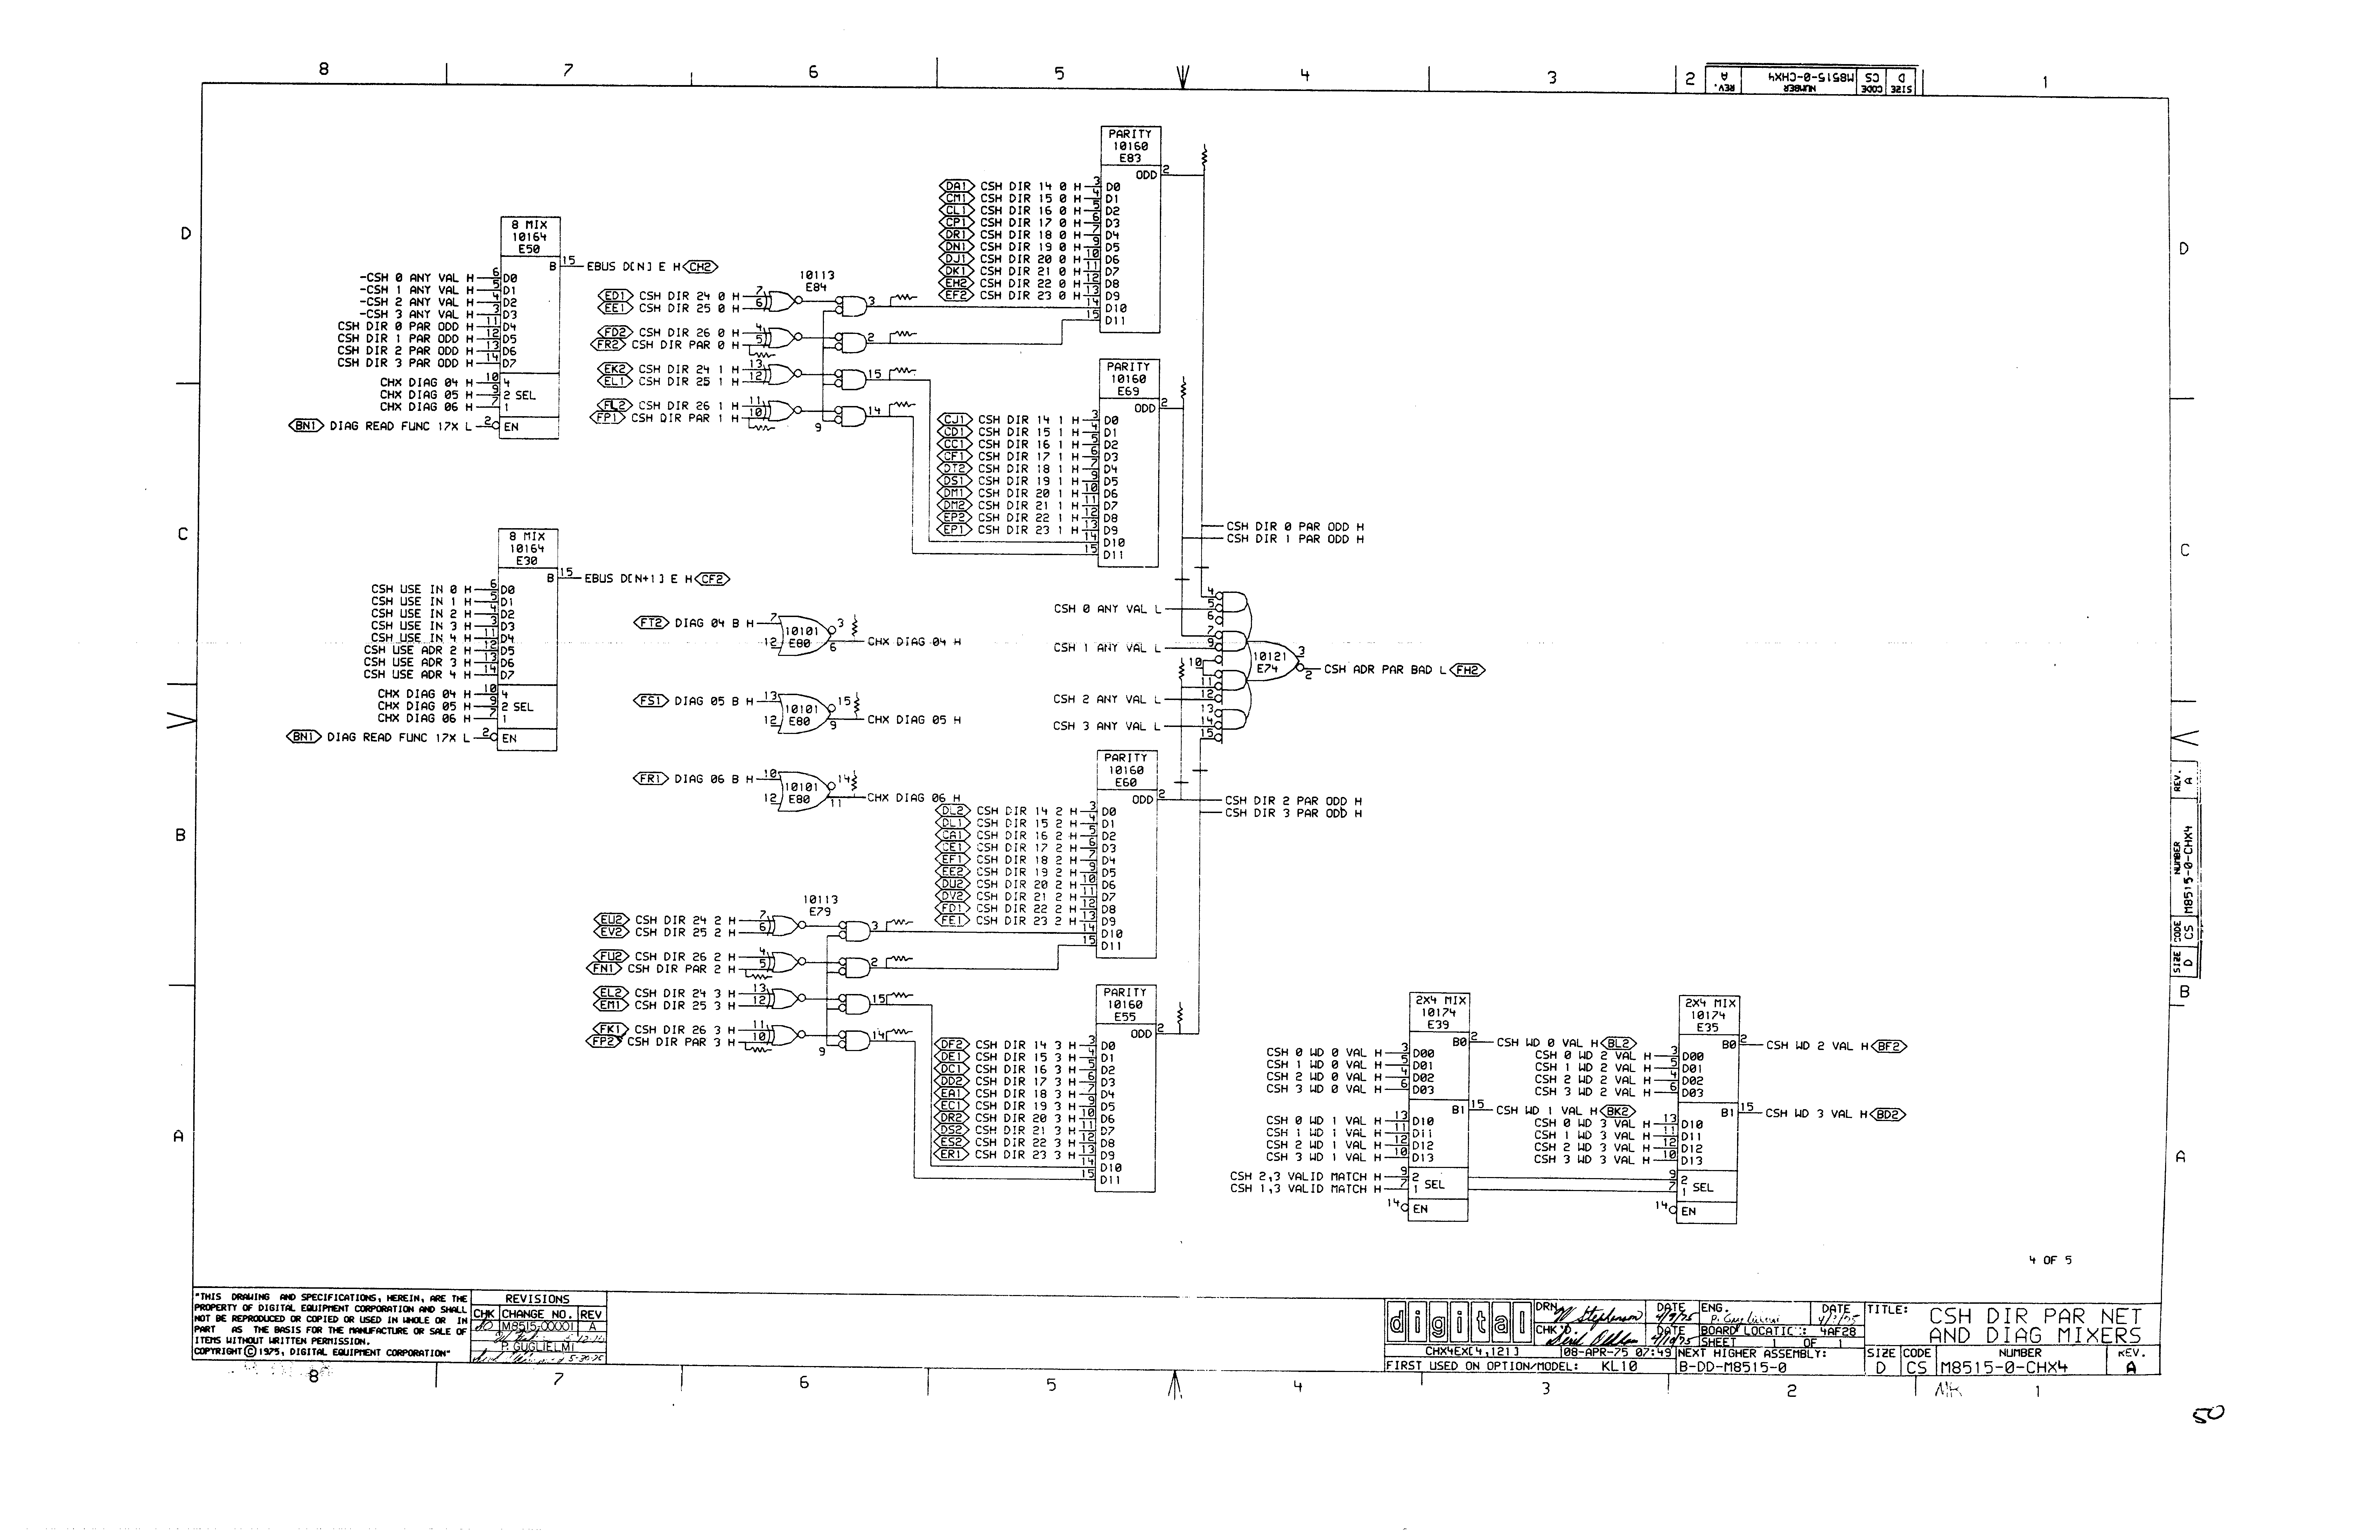 8 7 6 5 4 3 2 1
REV. A
NUMBER M8515-0-CHX4
CODE CS
SIZE D
D
C
B
A
8 MIX
10164
E50
B 15 EBUS D[N] E H CH2
-CSH 0 ANY VAL H 6 D0
-CSH 1 ANY VAL H 5 D1
-CSH 2 ANY VAL H 4 D2
-CSH 3 ANY VAL H 3 D3
CSH DIR 0 PAR ODD H 11 D4
CSH DIR 1 PAR ODD H 12 D5
CSH DIR 2 PAR ODD H 13 D6
CSH DIR 3 PAR ODD H 14 D7
CHX DIAG 04 H 10 4
CHX DIAG 05 H 9 2 SEL
CHX DIAG 06 H 7 1
BN1 DIAG READ FUNC 17X L 2 EN
8 MIX
10164
E30
B 15 EBUS D[N+1] E H CF2
CSH USE IN 0 H 6 D0
CSH USE IN 1 H 5 D1
CSH USE IN 2 H 4 D2
CSH USE IN 3 H 3 D3
CSH USE IN 4 H 11 D4
CSH USE ADR 2 H 12 D5
CSH USE ADR 3 H 13 D6
CSH USE ADR 4 H 14 D7
CHX DIAG 04 H 10 4
CHX DIAG 05 H 9 2 SEL
CHX DIAG 06 H 7 1
BN1 DIAG READ FUNC 17X L 2 EN
10113
E84
ED1 CSH DIR 24 0 H 7 3
EE1 CSH DIR 25 0 H 6
FD2 CSH DIR 26 0 H 4 2
FR2 CSH DIR PAR 0 H 5
EK2 CSH DIR 24 1 H 13 15
EL1 CSH DIR 25 1 H 12
FL2 CSH DIR 26 1 H 11 14
FP1 CSH DIR PAR 1 H 10 9
PARITY
10160
E83
ODD 2
DA1 CSH DIR 14 0 H 3 D0
CM1 CSH DIR 15 0 H 4 D1
CL1 CSH DIR 16 0 H 5 D2
CP1 CSH DIR 17 0 H 6 D3
DR1 CSH DIR 18 0 H 7 D4
DN1 CSH DIR 19 0 H 9 D5
DJ1 CSH DIR 20 0 H 10 D6
DK1 CSH DIR 21 0 H 11 D7
EH2 CSH DIR 22 0 H 12 D8
EF2 CSH DIR 23 0 H 13 D9
14 D10
15 D11
PARITY
10160
E69
ODD 2
CJ1 CSH DIR 14 1 H 3 D0
CD1 CSH DIR 15 1 H 4 D1
CC1 CSH DIR 16 1 H 5 D2
CF1 CSH DIR 17 1 H 6 D3
DT2 CSH DIR 18 1 H 7 D4
DS1 CSH DIR 19 1 H 9 D5
DM1 CSH DIR 20 1 H 10 D6
DM2 CSH DIR 21 1 H 11 D7
EP2 CSH DIR 22 1 H 12 D8
EP1 CSH DIR 23 1 H 13 D9
14 D10
15 D11
CSH DIR 0 PAR ODD H
CSH DIR 1 PAR ODD H
FT2 DIAG 04 B H 7 12 10101 E80 3 6 CHX DIAG 04 H
FS1 DIAG 05 B H 13 12 10101 E80 15 9 CHX DIAG 05 H
FR1 DIAG 06 B H 10 12 10101 E80 14 11 CHX DIAG 06 H
4
CSH 0 ANY VAL L 5
6
7
CSH 1 ANY VAL L 9
10
11
CSH 2 ANY VAL L 12
13
CSH 3 ANY VAL L 14
15
10121
E74
3
2 CSH ADR PAR BAD L FH2
PARITY
10160
E60
ODD 2
CSH DIR 2 PAR ODD H
CSH DIR 3 PAR ODD H
DL2 CSH DIR 14 2 H 3 D0
DL1 CSH DIR 15 2 H 4 D1
CA1 CSH DIR 16 2 H 5 D2
CE1 CSH DIR 17 2 H 6 D3
EF1 CSH DIR 18 2 H 7 D4
EE2 CSH DIR 19 2 H 9 D5
DU2 CSH DIR 20 2 H 10 D6
DV2 CSH DIR 21 2 H 11 D7
FD1 CSH DIR 22 2 H 12 D8
FE1 CSH DIR 23 2 H 13 D9
14 D10
15 D11
10113
E79
EU2 CSH DIR 24 2 H 7 3
EV2 CSH DIR 25 2 H 6
FU2 CSH DIR 26 2 H 4 2
FN1 CSH DIR PAR 2 H 5
EL2 CSH DIR 24 3 H 13 15
EM1 CSH DIR 25 3 H 12
FK1 CSH DIR 26 3 H 11 14
FP2 CSH DIR PAR 3 H 10 9
PARITY
10160
E55
ODD 2
DF2 CSH DIR 14 3 H 3 D0
DE1 CSH DIR 15 3 H 4 D1
DC1 CSH DIR 16 3 H 5 D2
DD2 CSH DIR 17 3 H 6 D3
EA1 CSH DIR 18 3 H 7 D4
EC1 CSH DIR 19 3 H 9 D5
DR2 CSH DIR 20 3 H 10 D6
DS2 CSH DIR 21 3 H 11 D7
ES2 CSH DIR 22 3 H 12 D8
ER1 CSH DIR 23 3 H 13 D9
14 D10
15 D11
2X4 MIX
10174
E39
B0 2 CSH WD 0 VAL H BL2
CSH 0 WD 0 VAL H 3 D00
CSH 1 WD 0 VAL H 5 D01
CSH 2 WD 0 VAL H 4 D02
CSH 3 WD 0 VAL H 6 D03
B1 15 CSH WD 1 VAL H BK2
CSH 0 WD 1 VAL H 13 D10
CSH 1 WD 1 VAL H 11 D11
CSH 2 WD 1 VAL H 12 D12
CSH 3 WD 1 VAL H 10 D13
CSH 2,3 VALID MATCH H 9 2
CSH 1,3 VALID MATCH H 7 1 SEL
14 EN
2X4 MIX
10174
E35
B0 2 CSH WD 2 VAL H BF2
CSH 0 WD 2 VAL H 3 D00
CSH 1 WD 2 VAL H 5 D01
CSH 2 WD 2 VAL H 4 D02
CSH 3 WD 2 VAL H 6 D03
B1 15 CSH WD 3 VAL H BD2
CSH 0 WD 3 VAL H 13 D10
CSH 1 WD 3 VAL H 11 D11
CSH 2 WD 3 VAL H 12 D12
CSH 3 WD 3 VAL H 10 D13
9 2
7 1 SEL
14 EN
D
C
REV. A
NUMBER M8515-0-CHX4
CODE CS
SIZE D
B
A
4 OF 5
"THIS DRAWING AND SPECIFICATIONS, HEREIN, ARE THE
PROPERTY OF DIGITAL EQUIPMENT CORPORATION AND SHALL
NOT BE REPRODUCED OR COPIED OR USED IN WHOLE OR IN
PART AS THE BASIS FOR THE MANUFACTURE OR SALE OF
ITEMS WITHOUT WRITTEN PERMISSION.
COPYRIGHT © 1975, DIGITAL EQUIPMENT CORPORATION"
REVISIONS
CHK CHANGE NO. REV
M8515-00001 A
P. GUGLIELMI
5-30-75
digital
DRN. W Stephenson DATE 4/9/75
ENG. P. Guglielmi DATE
CHK'D DATE 4/10/75
BOARD LOCATION: 4AF28
SHEET 1 OF 1
CHX4EX[4,121] 08-APR-75 07:49
NEXT HIGHER ASSEMBLY:
FIRST USED ON OPTION/MODEL: KL10
B-DD-M8515-0
TITLE: CSH DIR PAR NET
AND DIAG MIXERS
SIZE CODE NUMBER REV.
D CS M8515-0-CHX4 A
8 7 6 5 4 3 2 1
50